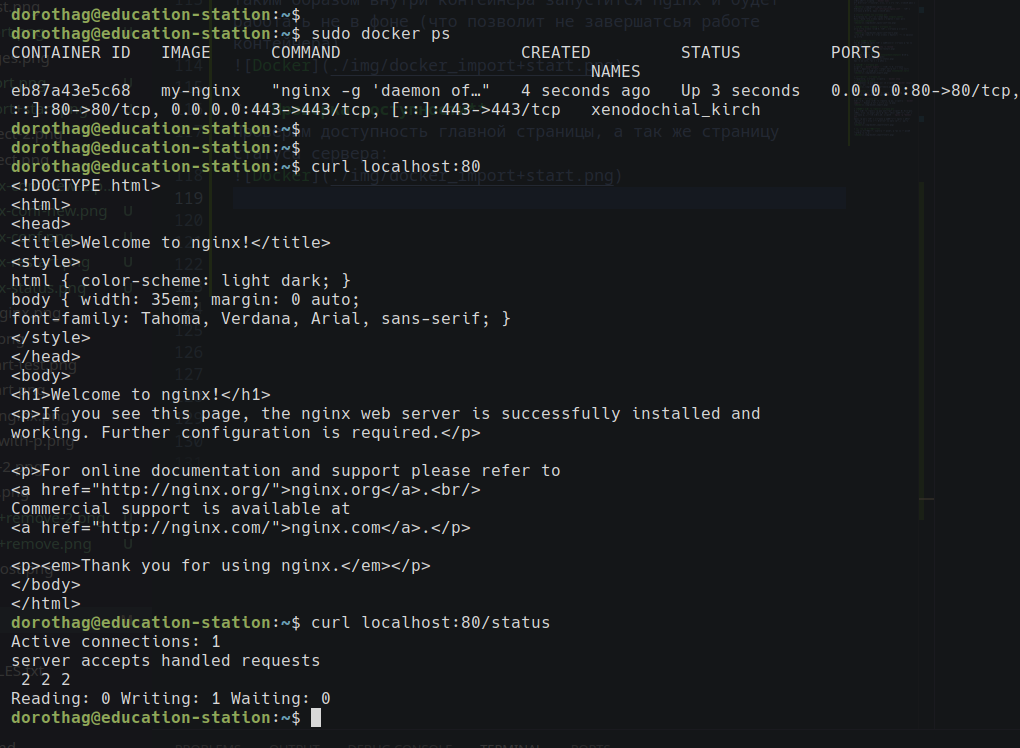 dorothag@education-station:~$
dorothag@education-station:~$ sudo docker ps
CONTAINER ID   IMAGE      COMMAND                  CREATED         STATUS         PORTS
                                                          NAMES
eb87a43e5c68   my-nginx   "nginx -g 'daemon of…"   4 seconds ago   Up 3 seconds   0.0.0.0:80->80/tcp,
::]:80->80/tcp, 0.0.0.0:443->443/tcp, [::]:443->443/tcp   xenodochial_kirch
dorothag@education-station:~$
dorothag@education-station:~$
dorothag@education-station:~$ curl localhost:80
<!DOCTYPE html>
<html>
<head>
<title>Welcome to nginx!</title>
<style>
html { color-scheme: light dark; }
body { width: 35em; margin: 0 auto;
font-family: Tahoma, Verdana, Arial, sans-serif; }
</style>
</head>
<body>
<h1>Welcome to nginx!</h1>
<p>If you see this page, the nginx web server is successfully installed and
working. Further configuration is required.</p>

<p>For online documentation and support please refer to
<a href="http://nginx.org/">nginx.org</a>.<br/>
Commercial support is available at
<a href="http://nginx.com/">nginx.com</a>.</p>

<p><em>Thank you for using nginx.</em></p>
</body>
</html>
dorothag@education-station:~$ curl localhost:80/status
Active connections: 1
server accepts handled requests
 2 2 2
Reading: 0 Writing: 1 Waiting: 0
dorothag@education-station:~$